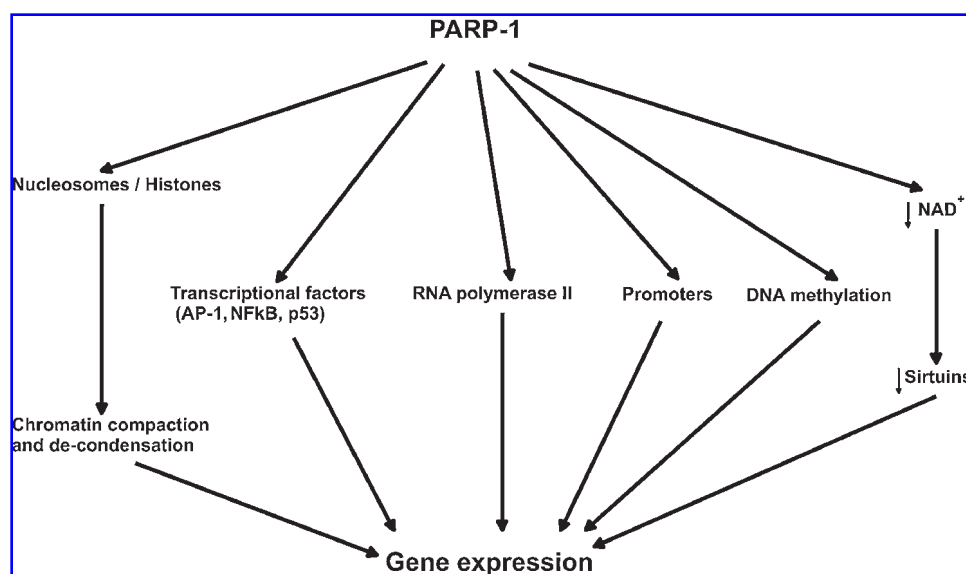 PARP-1
Nucleosomes / Histones
↓ NAD+
Transcriptional factors
(AP-1, NFkB, p53)
RNA polymerase II
Promoters
DNA methylation
↓ Sirtuins
Chromatin compaction
and de-condensation
Gene expression